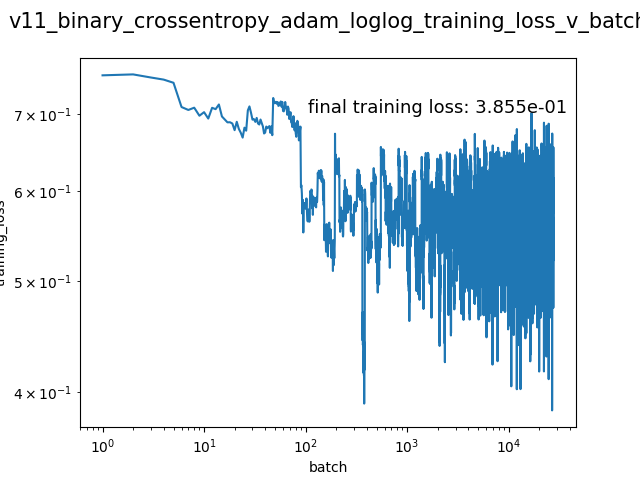 v11_binary_crossentropy_adam_loglog_training_loss_v_batch
final training loss: 3.855e-01
7 × 10⁻¹
6 × 10⁻¹
5 × 10⁻¹
4 × 10⁻¹
training_loss
10⁰
10¹
10²
10³
10⁴
batch